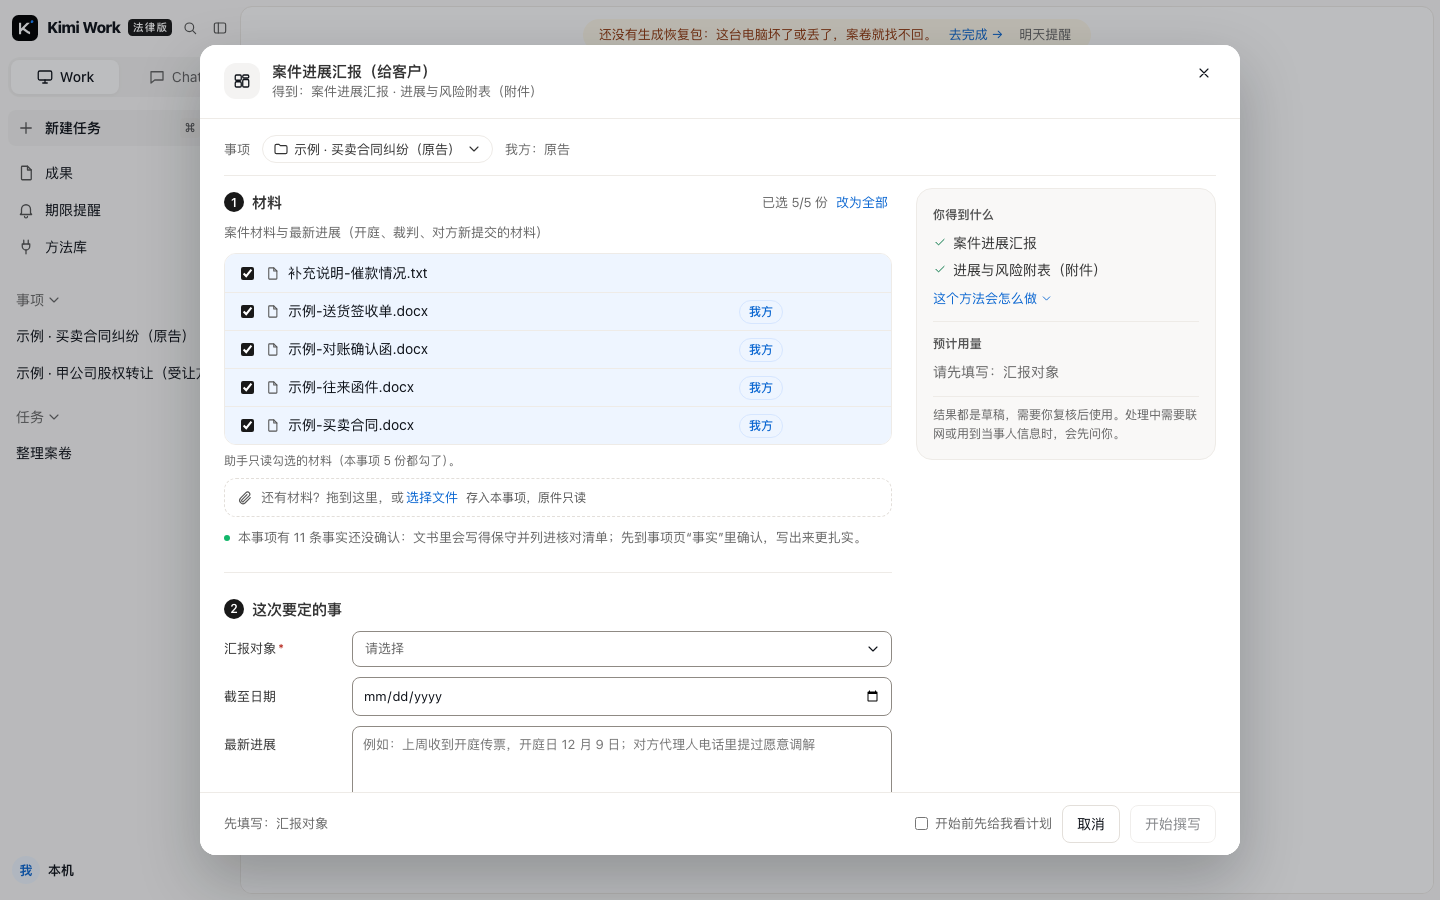 Kimi Work 法律版
还没有生成恢复包：这台电脑坏了或丢了，案卷就找不回。 去完成 → 明天提醒
Work
Chat
新建任务 ⌘
成果
期限提醒
方法库
事项
示例 · 买卖合同纠纷（原告）
示例 · 甲公司股权转让（受让
任务
整理案卷
我 本机
案件进展汇报（给客户）
得到：案件进展汇报 · 进展与风险附表（附件）
事项 示例 · 买卖合同纠纷（原告） 我方：原告
1 材料 已选 5/5 份 改为全部
案件材料与最新进展（开庭、裁判、对方新提交的材料）
补充说明-催款情况.txt
示例-送货签收单.docx 我方
示例-对账确认函.docx 我方
示例-往来函件.docx 我方
示例-买卖合同.docx 我方
助手只读勾选的材料（本事项 5 份都勾了）。
还有材料？拖到这里，或 选择文件 存入本事项，原件只读
本事项有 11 条事实还没确认：文书里会写得保守并列进核对清单；先到事项页“事实”里确认，写出来更扎实。
2 这次要定的事
汇报对象 * 请选择
截至日期 mm/dd/yyyy
最新进展 例如：上周收到开庭传票，开庭日 12 月 9 日；对方代理人电话里提过愿意调解
你得到什么
案件进展汇报
进展与风险附表（附件）
这个方法会怎么做
预计用量
请先填写：汇报对象
结果都是草稿，需要你复核后使用。处理中需要联
网或用到当事人信息时，会先问你。
先填写：汇报对象 开始前先给我看计划 取消 开始撰写